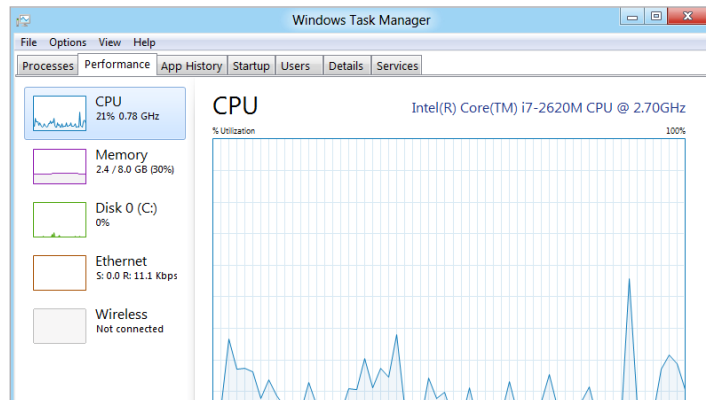 Windows Task Manager
File Options View Help
Processes Performance App History Startup Users Details Services
CPU
21% 0.78 GHz
Memory
2.4 / 8.0 GB (30%)
Disk 0 (C:)
0%
Ethernet
S: 0.0 R: 11.1 Kbps
Wireless
Not connected
CPU Intel(R) Core(TM) i7-2620M CPU @ 2.70GHz
% Utilization 100%